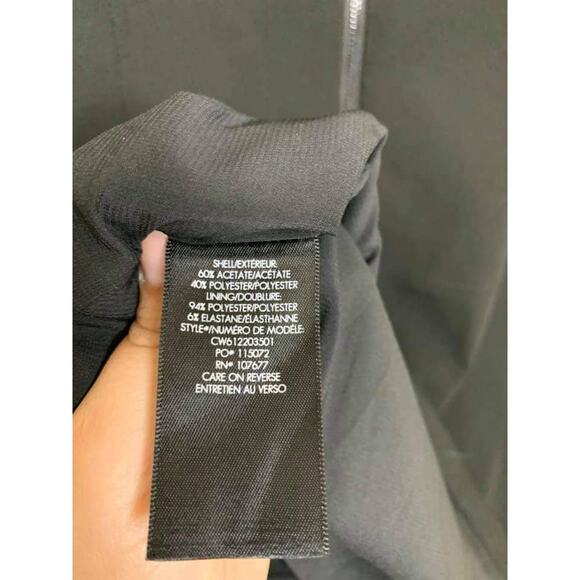 SHELL/EXTÉRIEUR:
60% ACETATE/ACÉTATE
40% POLYESTER/POLYESTER
LINING/DOUBLURE:
94% POLYESTER/POLYESTER
6% ELASTANE/ÉLASTHANNE
STYLE#/NUMÉRO DE MODÈLE:
CW612203501
PO# 115072
RN# 107677
CARE ON REVERSE
ENTRETIEN AU VERSO